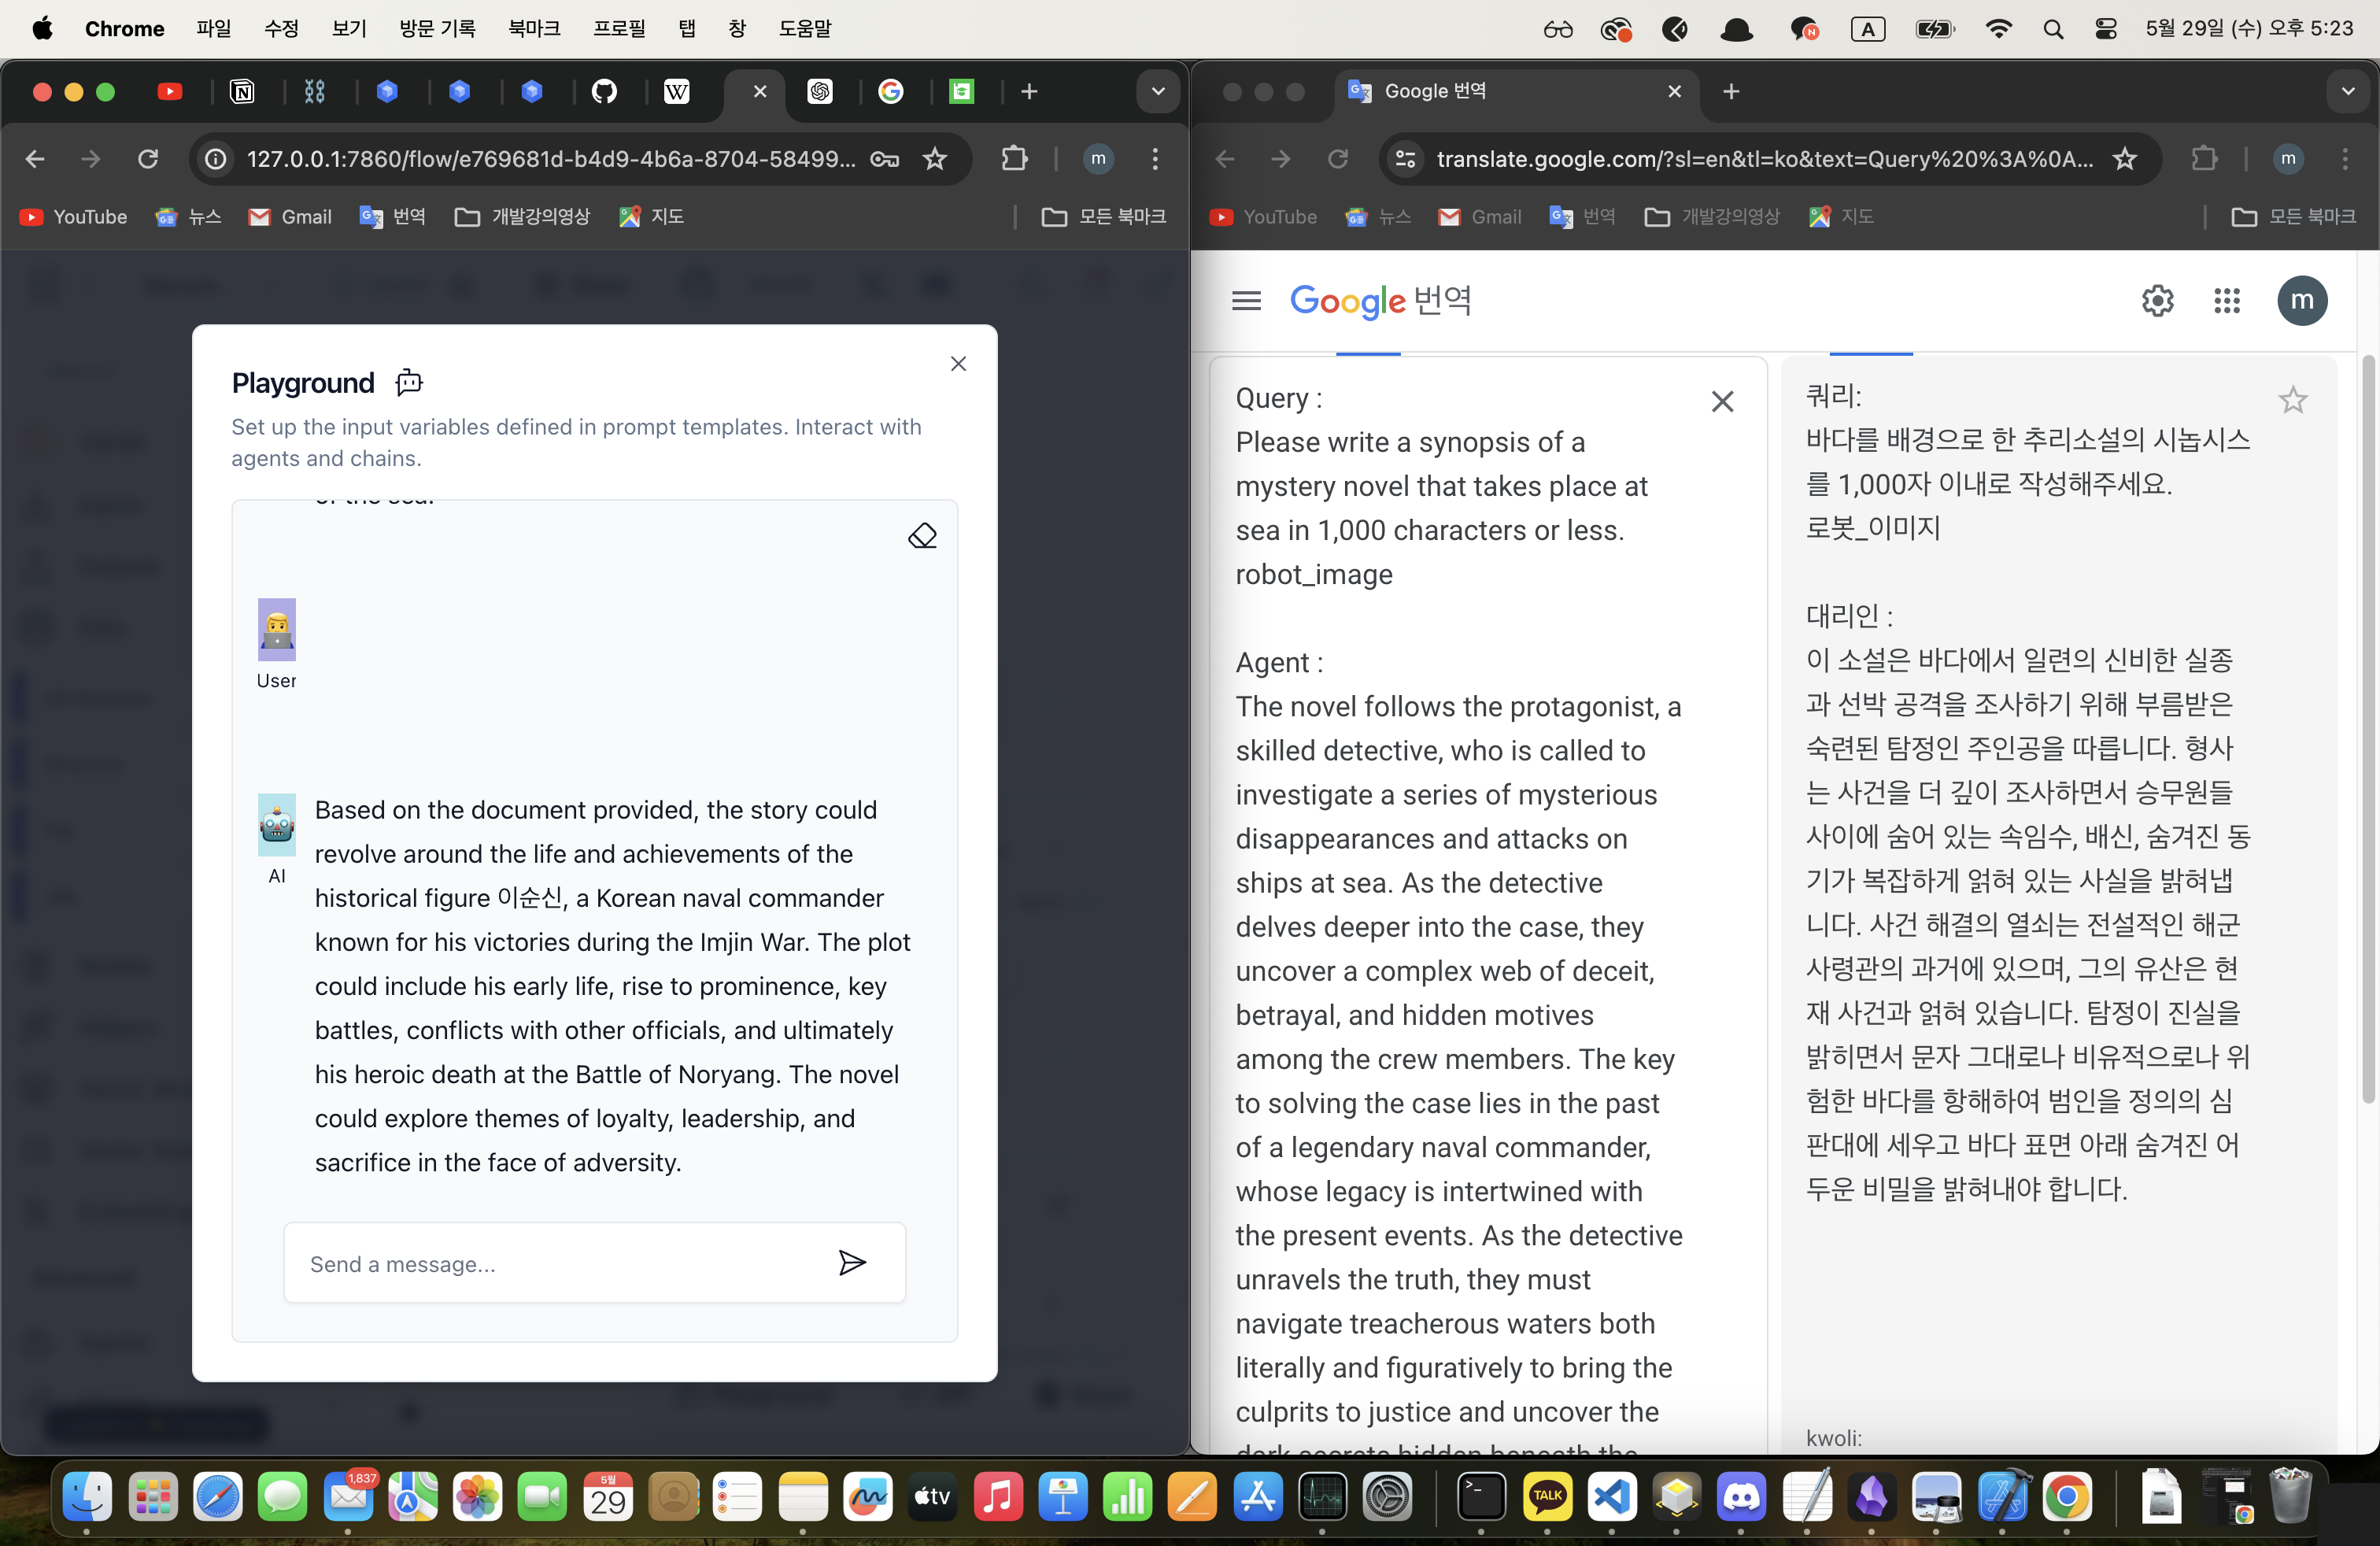 Chrome 파일 수정 보기 방문 기록 북마크 프로필 탭 창 도움말
A
5월 29일 (수) 오후 5:23
127.0.0.1:7860/flow/e769681d-b4d9-4b6a-8704-58499...
m
YouTube 뉴스 Gmail 번역 개발강의영상 지도 모든 북마크
Playground
Set up the input variables defined in prompt templates. Interact with
agents and chains.
of the sea.
User
AI
Based on the document provided, the story could
revolve around the life and achievements of the
historical figure 이순신, a Korean naval commander
known for his victories during the Imjin War. The plot
could include his early life, rise to prominence, key
battles, conflicts with other officials, and ultimately
his heroic death at the Battle of Noryang. The novel
could explore themes of loyalty, leadership, and
sacrifice in the face of adversity.
Send a message...
Google 번역
translate.google.com/?sl=en&tl=ko&text=Query%20%3A%0A...
m
YouTube 뉴스 Gmail 번역 개발강의영상 지도 모든 북마크
Google 번역
m
Query :
Please write a synopsis of a
mystery novel that takes place at
sea in 1,000 characters or less.
robot_image
Agent :
The novel follows the protagonist, a
skilled detective, who is called to
investigate a series of mysterious
disappearances and attacks on
ships at sea. As the detective
delves deeper into the case, they
uncover a complex web of deceit,
betrayal, and hidden motives
among the crew members. The key
to solving the case lies in the past
of a legendary naval commander,
whose legacy is intertwined with
the present events. As the detective
unravels the truth, they must
navigate treacherous waters both
literally and figuratively to bring the
culprits to justice and uncover the
dark secrets hidden beneath the
쿼리:
바다를 배경으로 한 추리소설의 시놉시스
를 1,000자 이내로 작성해주세요.
로봇_이미지
대리인 :
이 소설은 바다에서 일련의 신비한 실종
과 선박 공격을 조사하기 위해 부름받은
숙련된 탐정인 주인공을 따릅니다. 형사
는 사건을 더 깊이 조사하면서 승무원들
사이에 숨어 있는 속임수, 배신, 숨겨진 동
기가 복잡하게 얽혀 있는 사실을 밝혀냅
니다. 사건 해결의 열쇠는 전설적인 해군
사령관의 과거에 있으며, 그의 유산은 현
재 사건과 얽혀 있습니다. 탐정이 진실을
밝히면서 문자 그대로나 비유적으로나 위
험한 바다를 항해하여 범인을 정의의 심
판대에 세우고 바다 표면 아래 숨겨진 어
두운 비밀을 밝혀내야 합니다.
kwoli:
1,837
5월
29
tv
TALK